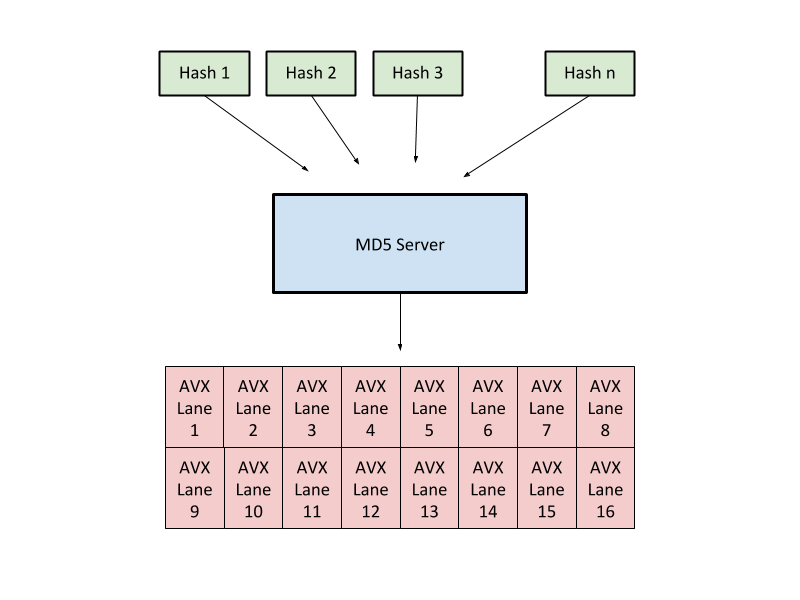 Hash 1
Hash 2
Hash 3
Hash n
MD5 Server
AVX
Lane
1
AVX
Lane
2
AVX
Lane
3
AVX
Lane
4
AVX
Lane
5
AVX
Lane
6
AVX
Lane
7
AVX
Lane
8
AVX
Lane
9
AVX
Lane
10
AVX
Lane
11
AVX
Lane
12
AVX
Lane
13
AVX
Lane
14
AVX
Lane
15
AVX
Lane
16